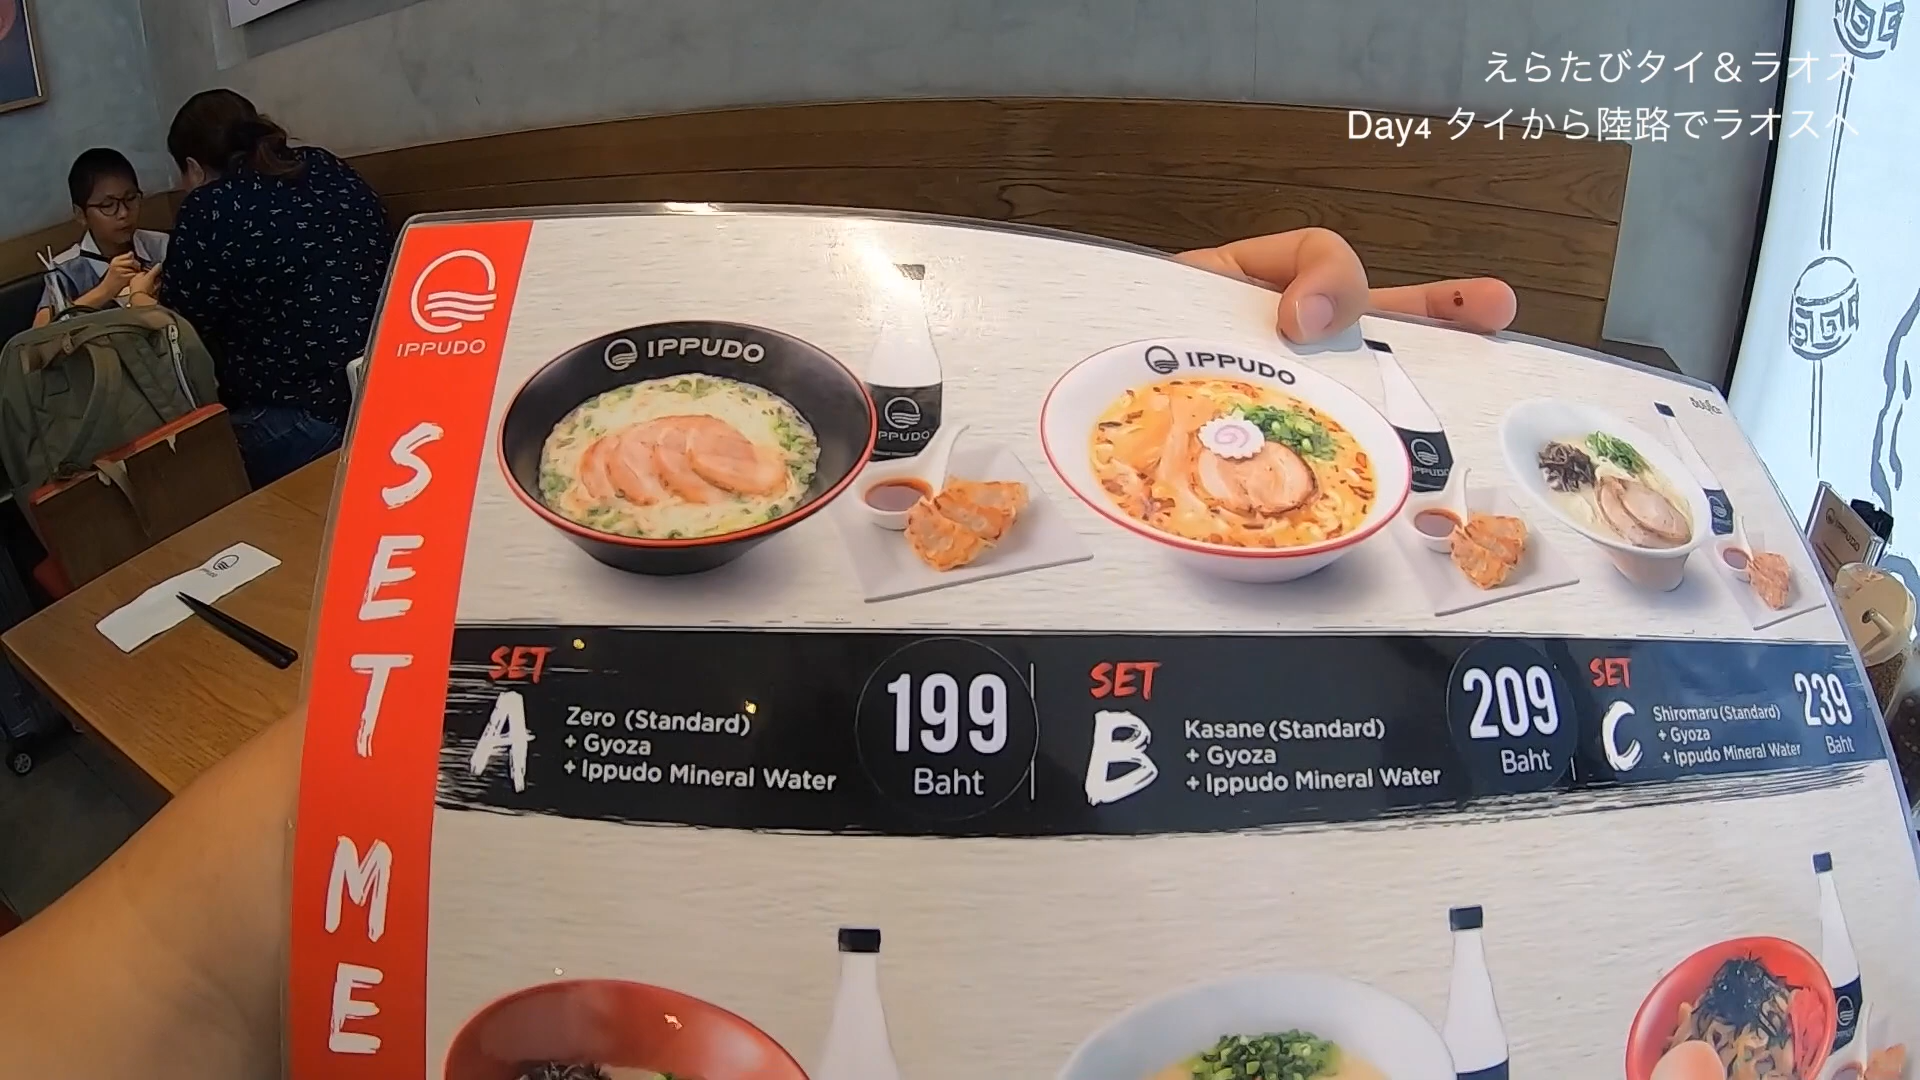 えらたびタイ＆ラオス
Day4 タイから陸路でラオスへ
IPPUDO
SET ME
IPPUDO
IPPUDO
IPPUDO
IPPUDO
SET A
Zero (Standard)
+ Gyoza
+ Ippudo Mineral Water
199
Baht
SET B
Kasane (Standard)
+ Gyoza
+ Ippudo Mineral Water
209
Baht
SET C
Shiromaru (Standard)
+ Gyoza
+ Ippudo Mineral Water
239
Baht